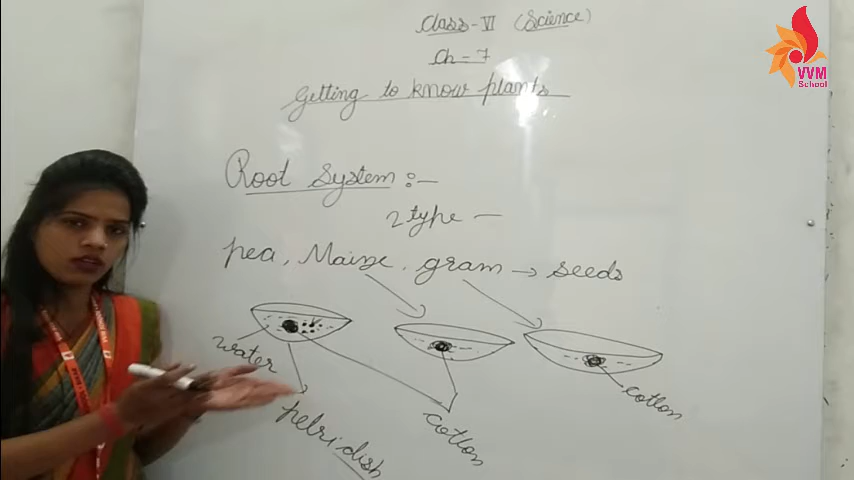 Class - VI (Science)
Ch - 7
Getting to know plants
Root System :-
2 type -
pea, Maize, gram → seeds
water
petri dish
cotton
cotton
VVM
School